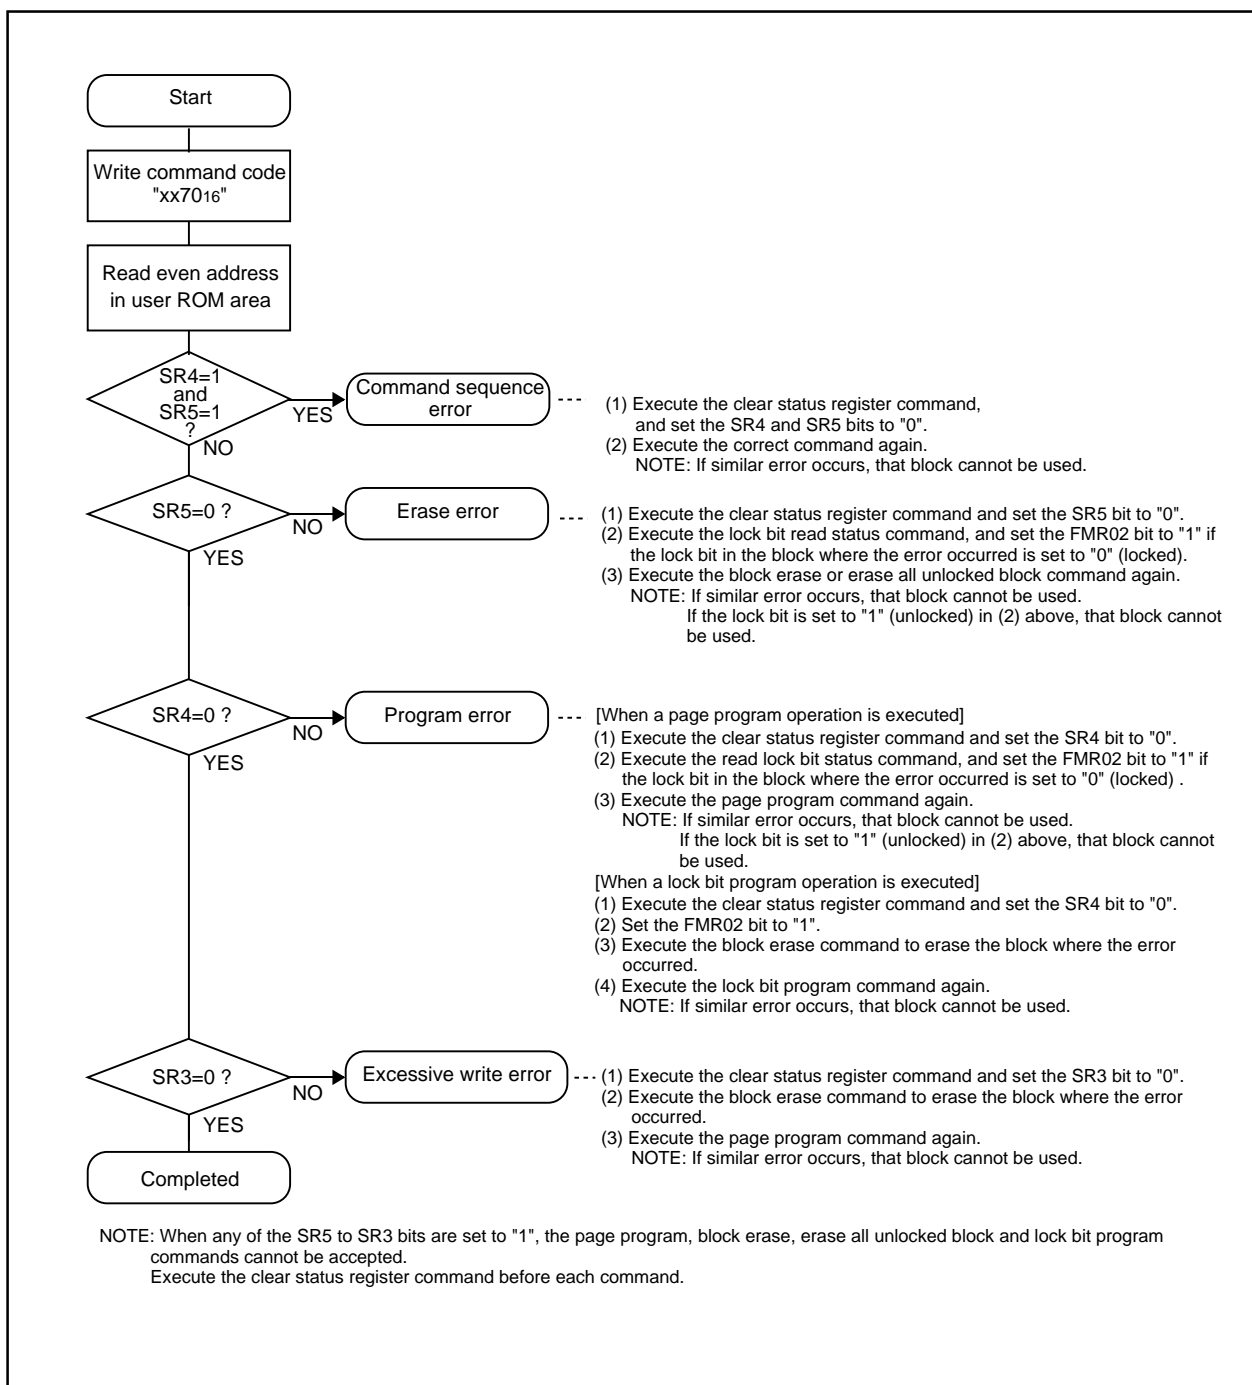 Start
Write command code
"xx7016"
Read even address
in user ROM area
SR4=1
and
SR5=1
?
YES
NO
Command sequence
error
(1) Execute the clear status register command,
and set the SR4 and SR5 bits to "0".
(2) Execute the correct command again.
NOTE: If similar error occurs, that block cannot be used.
SR5=0 ?
NO
YES
Erase error
(1) Execute the clear status register command and set the SR5 bit to "0".
(2) Execute the lock bit read status command, and set the FMR02 bit to "1" if
the lock bit in the block where the error occurred is set to "0" (locked).
(3) Execute the block erase or erase all unlocked block command again.
NOTE: If similar error occurs, that block cannot be used.
If the lock bit is set to "1" (unlocked) in (2) above, that block cannot
be used.
SR4=0 ?
NO
YES
Program error
[When a page program operation is executed]
(1) Execute the clear status register command and set the SR4 bit to "0".
(2) Execute the read lock bit status command, and set the FMR02 bit to "1" if
the lock bit in the block where the error occurred is set to "0" (locked) .
(3) Execute the page program command again.
NOTE: If similar error occurs, that block cannot be used.
If the lock bit is set to "1" (unlocked) in (2) above, that block cannot
be used.
[When a lock bit program operation is executed]
(1) Execute the clear status register command and set the SR4 bit to "0".
(2) Set the FMR02 bit to "1".
(3) Execute the block erase command to erase the block where the error
occurred.
(4) Execute the lock bit program command again.
NOTE: If similar error occurs, that block cannot be used.
SR3=0 ?
NO
YES
Excessive write error
(1) Execute the clear status register command and set the SR3 bit to "0".
(2) Execute the block erase command to erase the block where the error
occurred.
(3) Execute the page program command again.
NOTE: If similar error occurs, that block cannot be used.
Completed
NOTE: When any of the SR5 to SR3 bits are set to "1", the page program, block erase, erase all unlocked block and lock bit program
commands cannot be accepted.
Execute the clear status register command before each command.